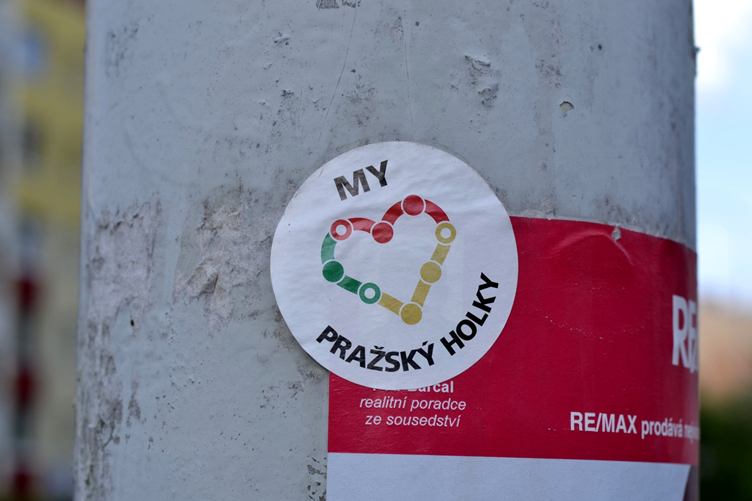 MY
PRAŽSKÝ HOLKY
realitní poradce
ze sousedství
RE/MAX prodává